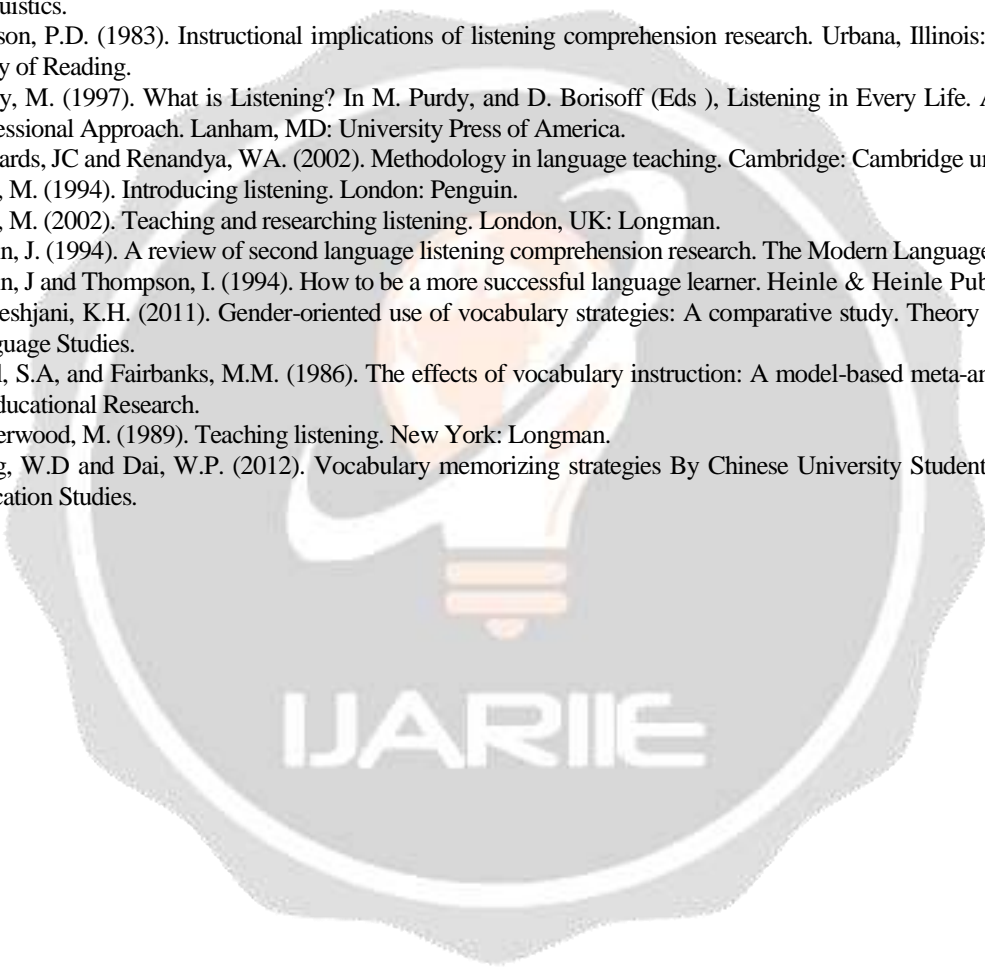 uistics.
son, P.D. (1983). Instructional implications of listening comprehension research. Urbana, Illinois:
y of Reading.
y, M. (1997). What is Listening? In M. Purdy, and D. Borisoff (Eds ), Listening in Every Life. A
essional Approach. Lanham, MD: University Press of America.
ards, JC and Renandya, WA. (2002). Methodology in language teaching. Cambridge: Cambridge un
, M. (1994). Introducing listening. London: Penguin.
, M. (2002). Teaching and researching listening. London, UK: Longman.
n, J. (1994). A review of second language listening comprehension research. The Modern Language
n, J and Thompson, I. (1994). How to be a more successful language learner. Heinle & Heinle Pub
eshjani, K.H. (2011). Gender-oriented use of vocabulary strategies: A comparative study. Theory
guage Studies.
l, S.A, and Fairbanks, M.M. (1986). The effects of vocabulary instruction: A model-based meta-an
ducational Research.
erwood, M. (1989). Teaching listening. New York: Longman.
g, W.D and Dai, W.P. (2012). Vocabulary memorizing strategies By Chinese University Student
cation Studies.
IJARIIE